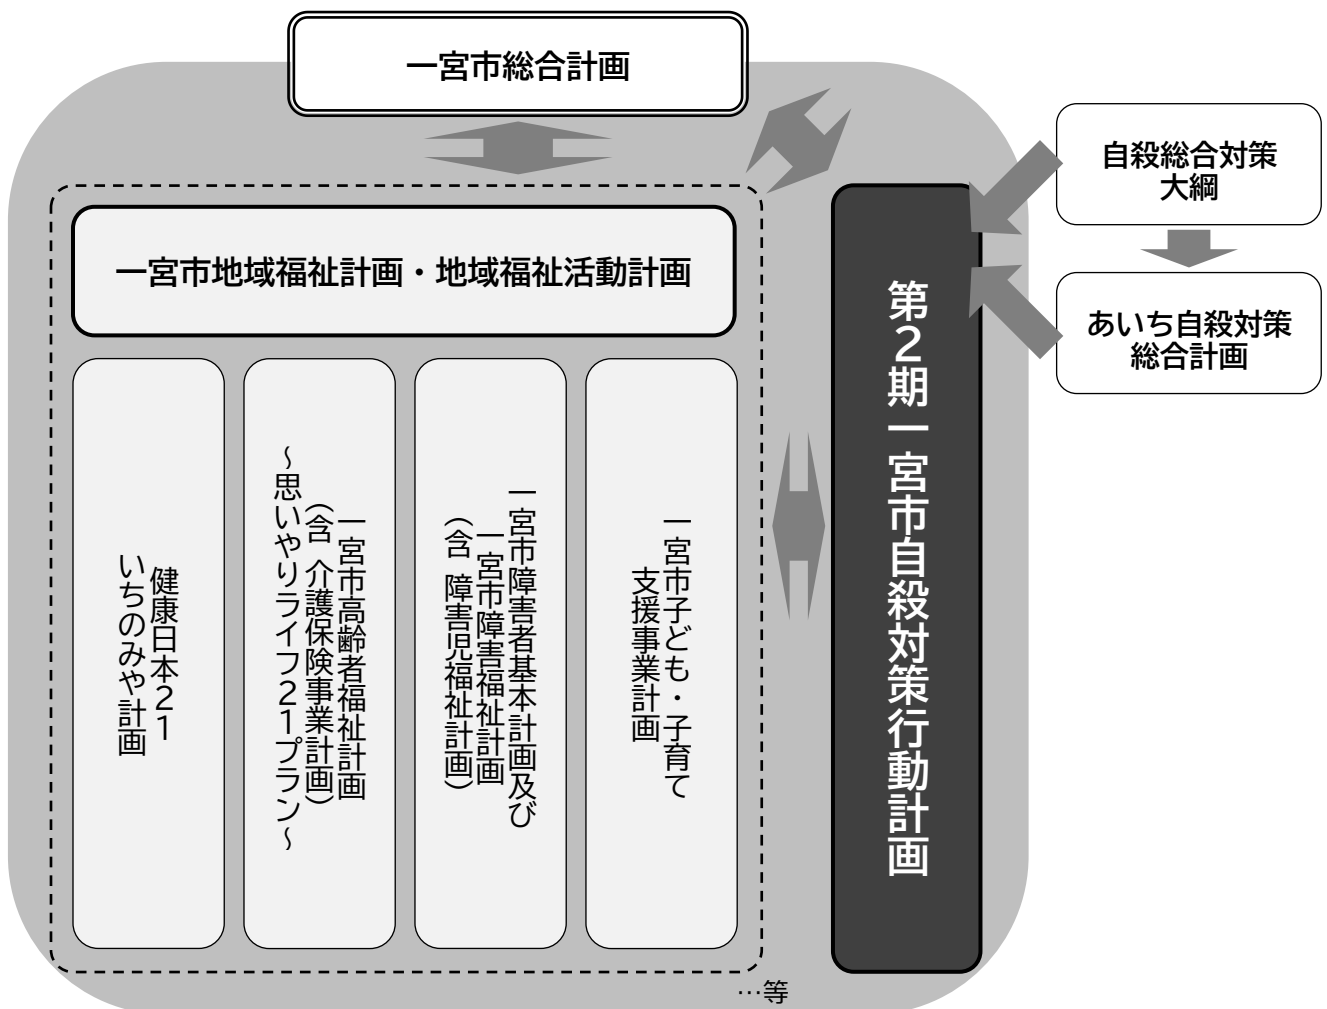 一宮市総合計画
自殺総合対策
大綱
あいち自殺対策
総合計画
一宮市地域福祉計画・地域福祉活動計画
健康日本21
いちのみや計画
一宮市高齢者福祉計画
(含 介護保険事業計画)
~思いやりライフ21プラン~
一宮市障害者基本計画及び
一宮市障害福祉計画
(含 障害児福祉計画)
一宮市子ども・子育て
支援事業計画
第2期一宮市自殺対策行動計画
…等